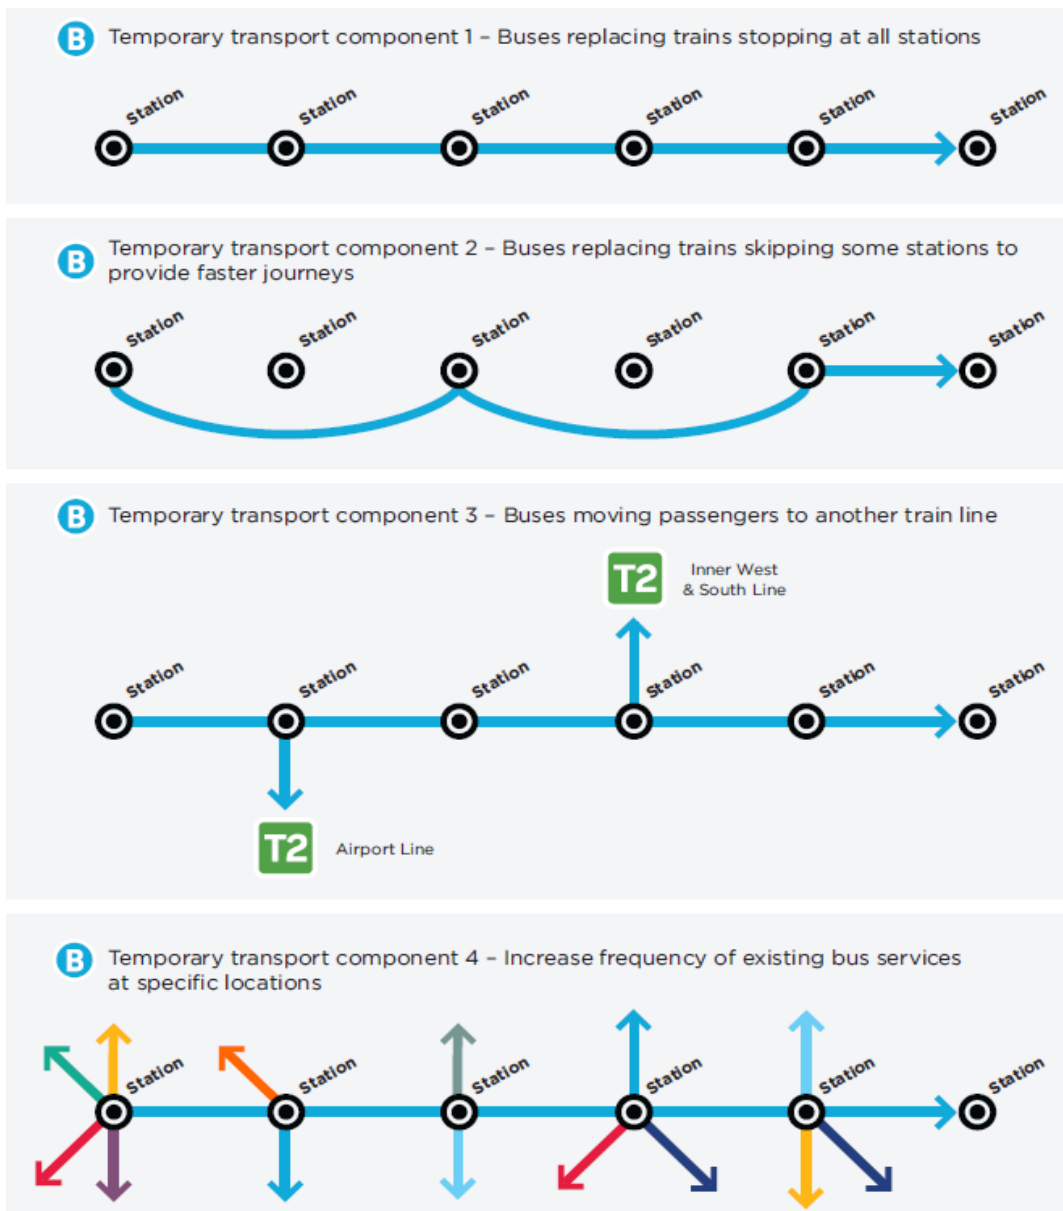 B Temporary transport component 1 – Buses replacing trains stopping at all stations
Station Station Station Station Station Station
B Temporary transport component 2 – Buses replacing trains skipping some stations to
provide faster journeys
Station Station Station Station Station Station
B Temporary transport component 3 – Buses moving passengers to another train line
T2 Inner West
& South Line
Station Station Station Station Station Station
T2 Airport Line
B Temporary transport component 4 – Increase frequency of existing bus services
at specific locations
Station Station Station Station Station Station